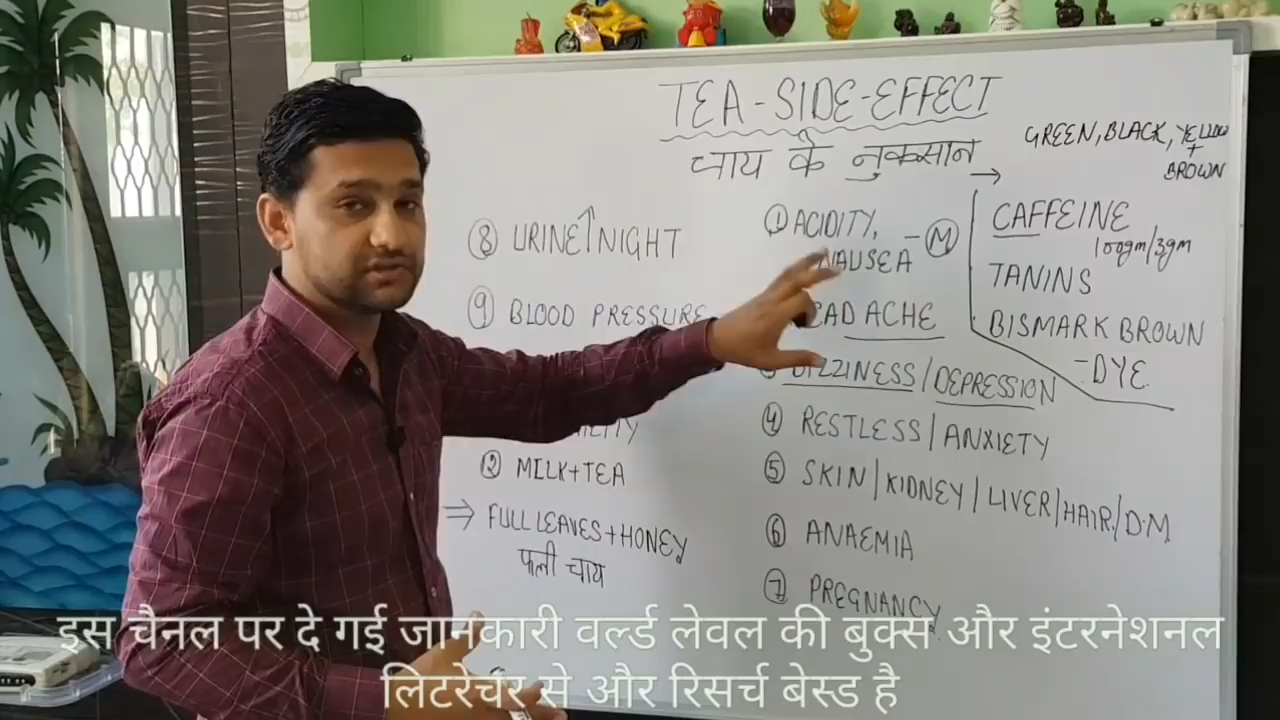 TEA-SIDE-EFFECT
चाय के नुकसान →
GREEN, BLACK, YELLOW
+
BROWN
① ACIDITY,
NAUSEA - Ⓜ
ACHE
DIZZINESS/DEPRESSION
④ RESTLESS/ANXIETY
⑤ SKIN/KIDNEY/LIVER/HAIR/D.M
⑥ ANAEMIA
⑦ PREGNANCY
CAFFEINE
100gm/3gm
TANINS
BISMARK BROWN
-DYE
⑧ URINE↑NIGHT
⑨ BLOOD PRESSURE
⑫ MILK+TEA
⇒ FULL LEAVES+HONEY
चाय
इस चैनल पर दे गई जानकारी वर्ल्ड लेवल की बुक्स और इंटरनेशनल
लिटरेचर से और रिसर्च बेस्ड है